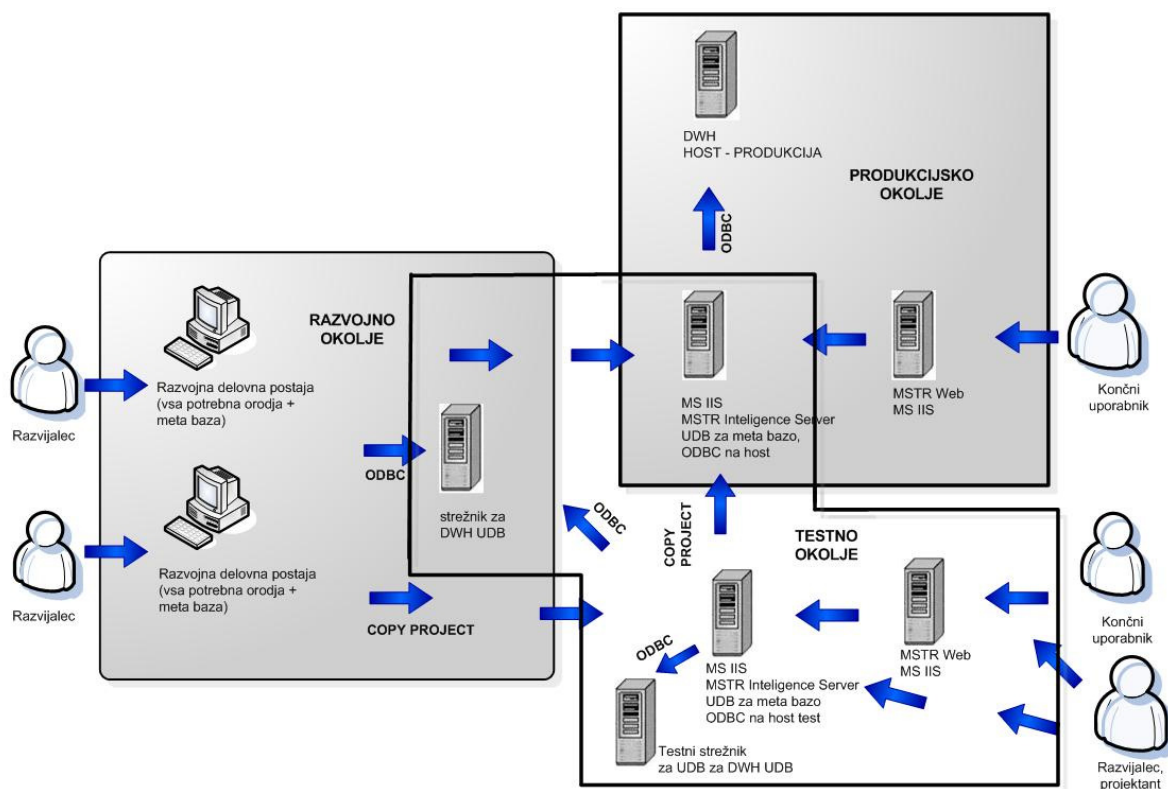 DWH
HOST - PRODUKCIJA
PRODUKCIJSKO
OKOLJE
ODBC
MS IIS
MSTR Inteligence Server
UDB za meta bazo,
ODBC na host
MSTR Web
MS IIS
Končni
uporabnik
RAZVOJNO
OKOLJE
Razvijalec
Razvojna delovna postaja
(vsa potrebna orodja +
meta baza)
ODBC
strežnik za
DWH UDB
Razvijalec
Razvojna delovna postaja
(vsa potrebna orodja +
meta baza)
COPY PROJECT
ODBC
COPY
PROJECT
TESTNO
OKOLJE
ODBC
MS IIS
MSTR Inteligence Server
UDB za meta bazo
ODBC na host test
MSTR Web
MS IIS
Končni
uporabnik
Testni strežnik
za UDB za DWH UDB
Razvijalec,
projektant